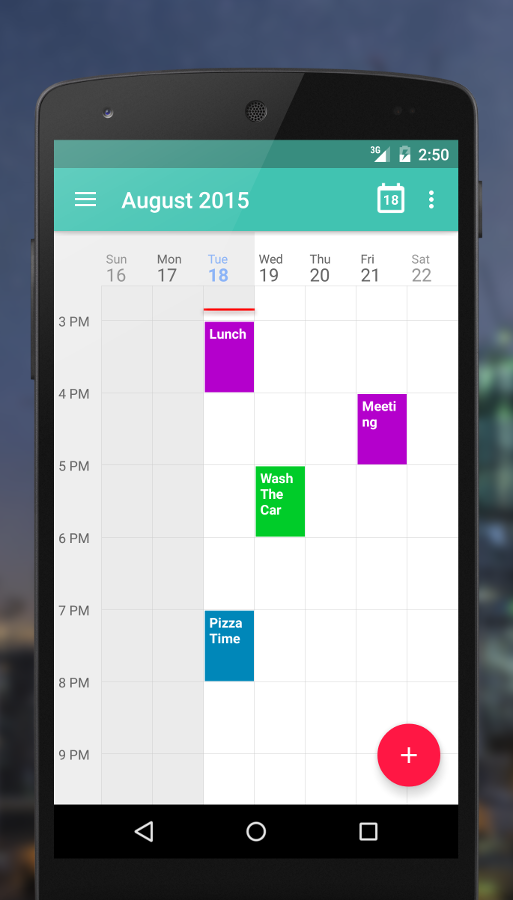 3G 2:50
August 2015 18
Sun Mon Tue Wed Thu Fri Sat
16 17 18 19 20 21 22
3 PM
Lunch
4 PM
Meeti
ng
5 PM
Wash
The
Car
6 PM
7 PM
Pizza
Time
8 PM
9 PM
+